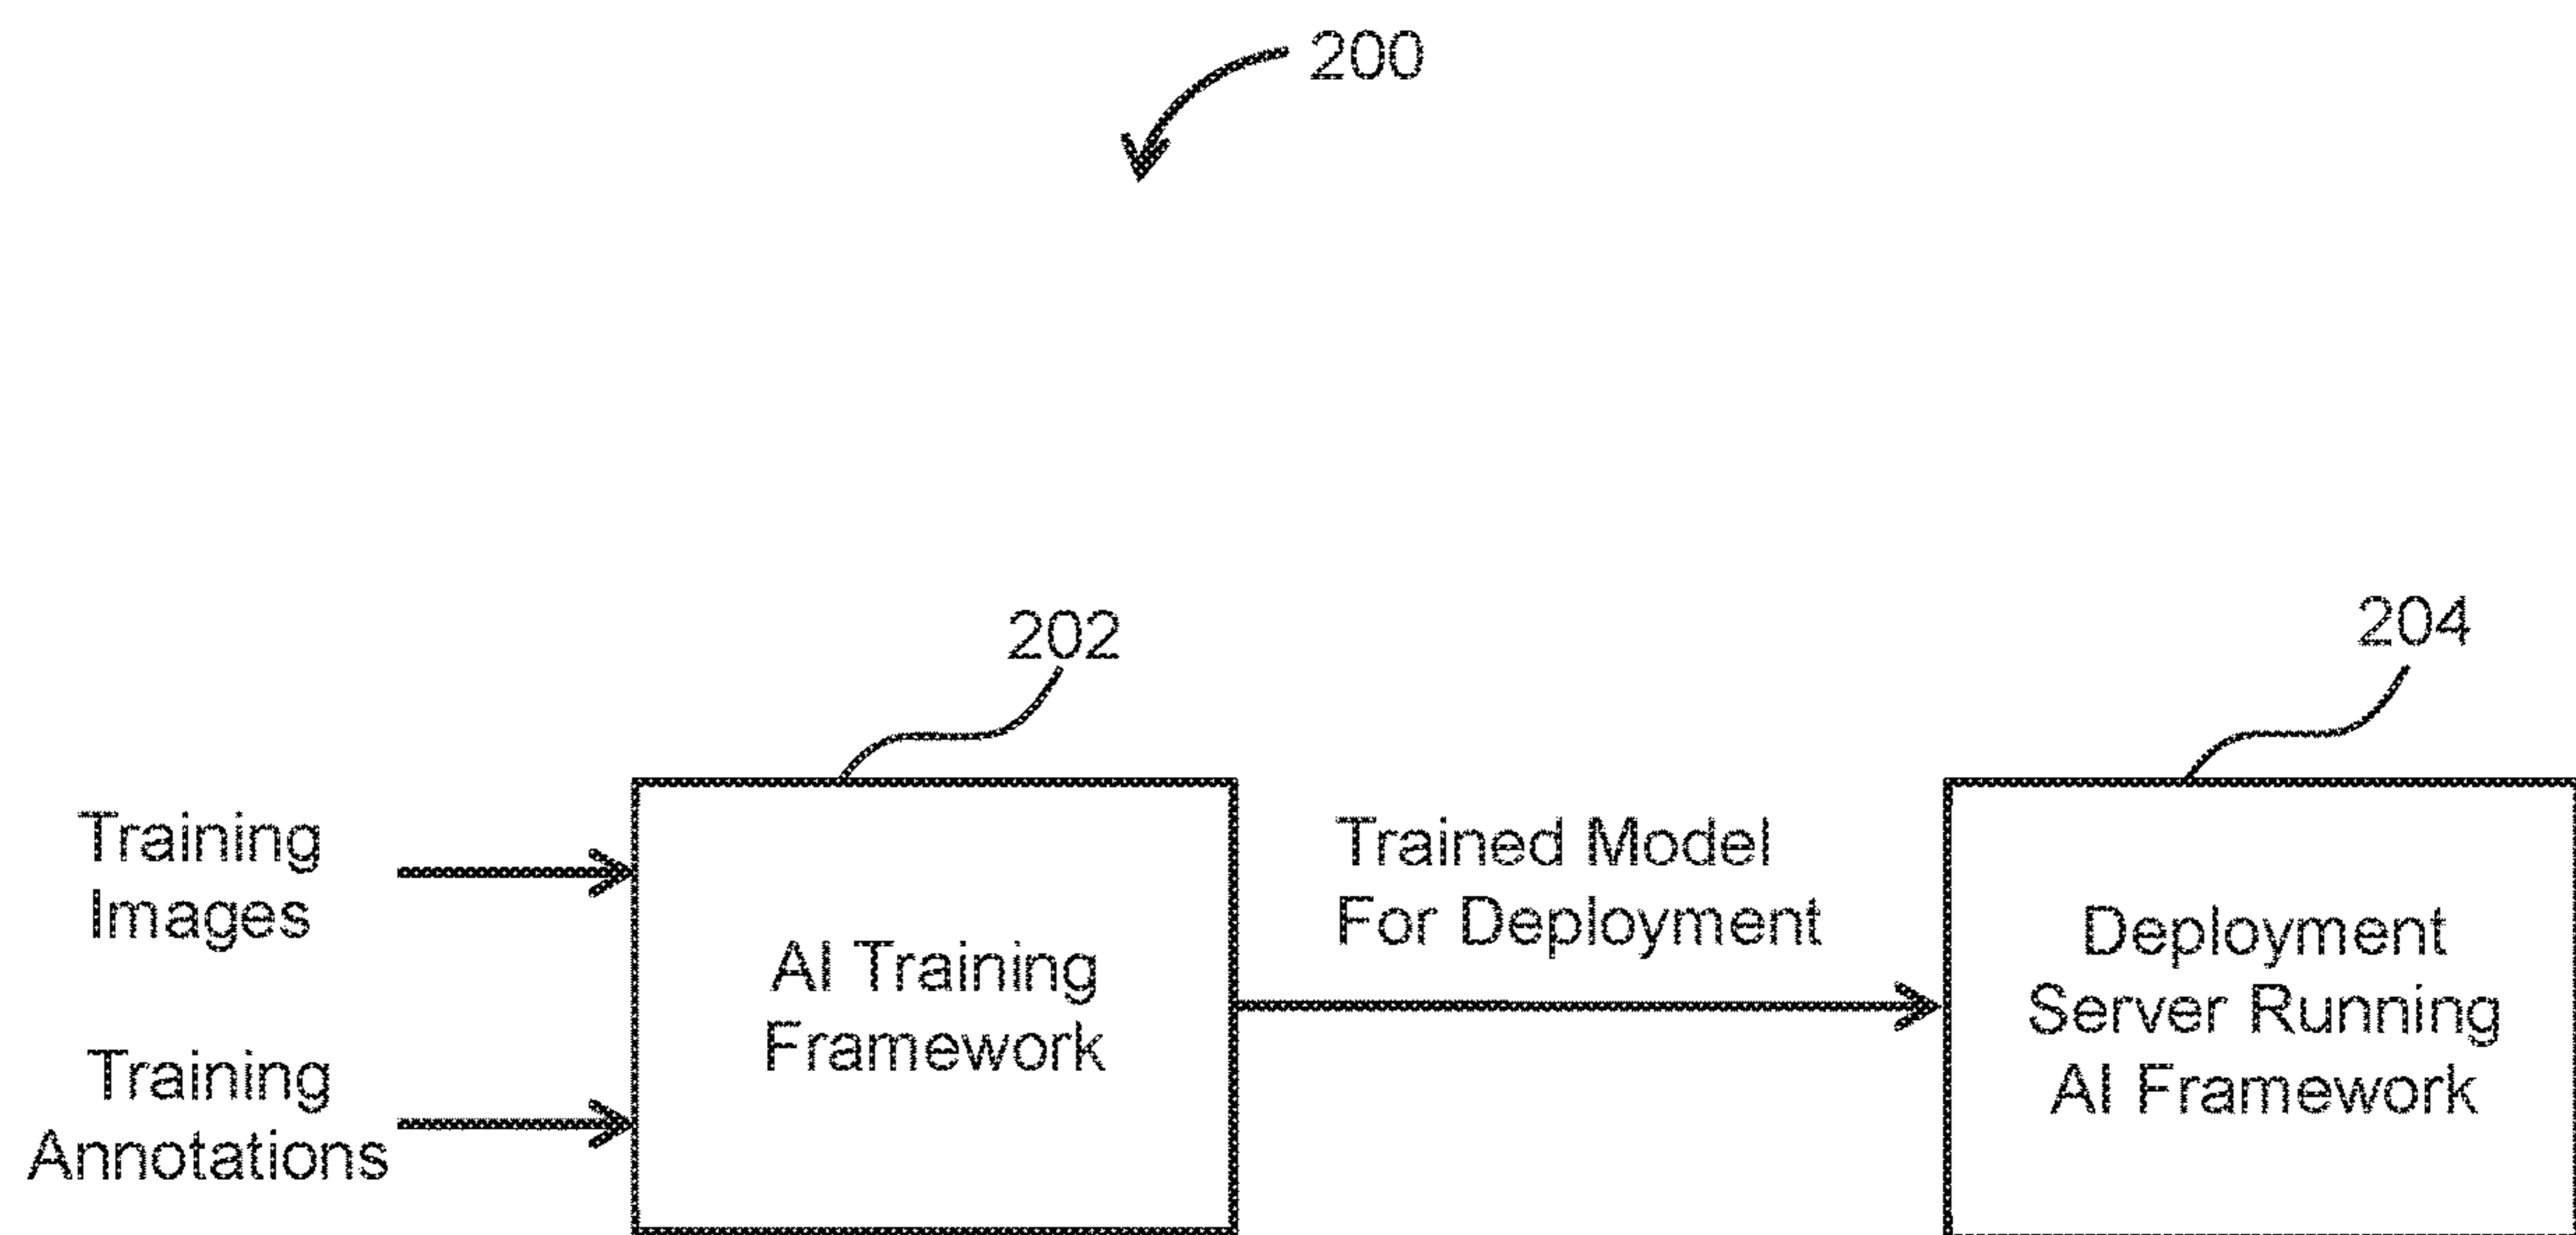 200
202
204
Training
Images
Training
Annotations
AI Training
Framework
Trained Model
For Deployment
Deployment
Server Running
AI Framework